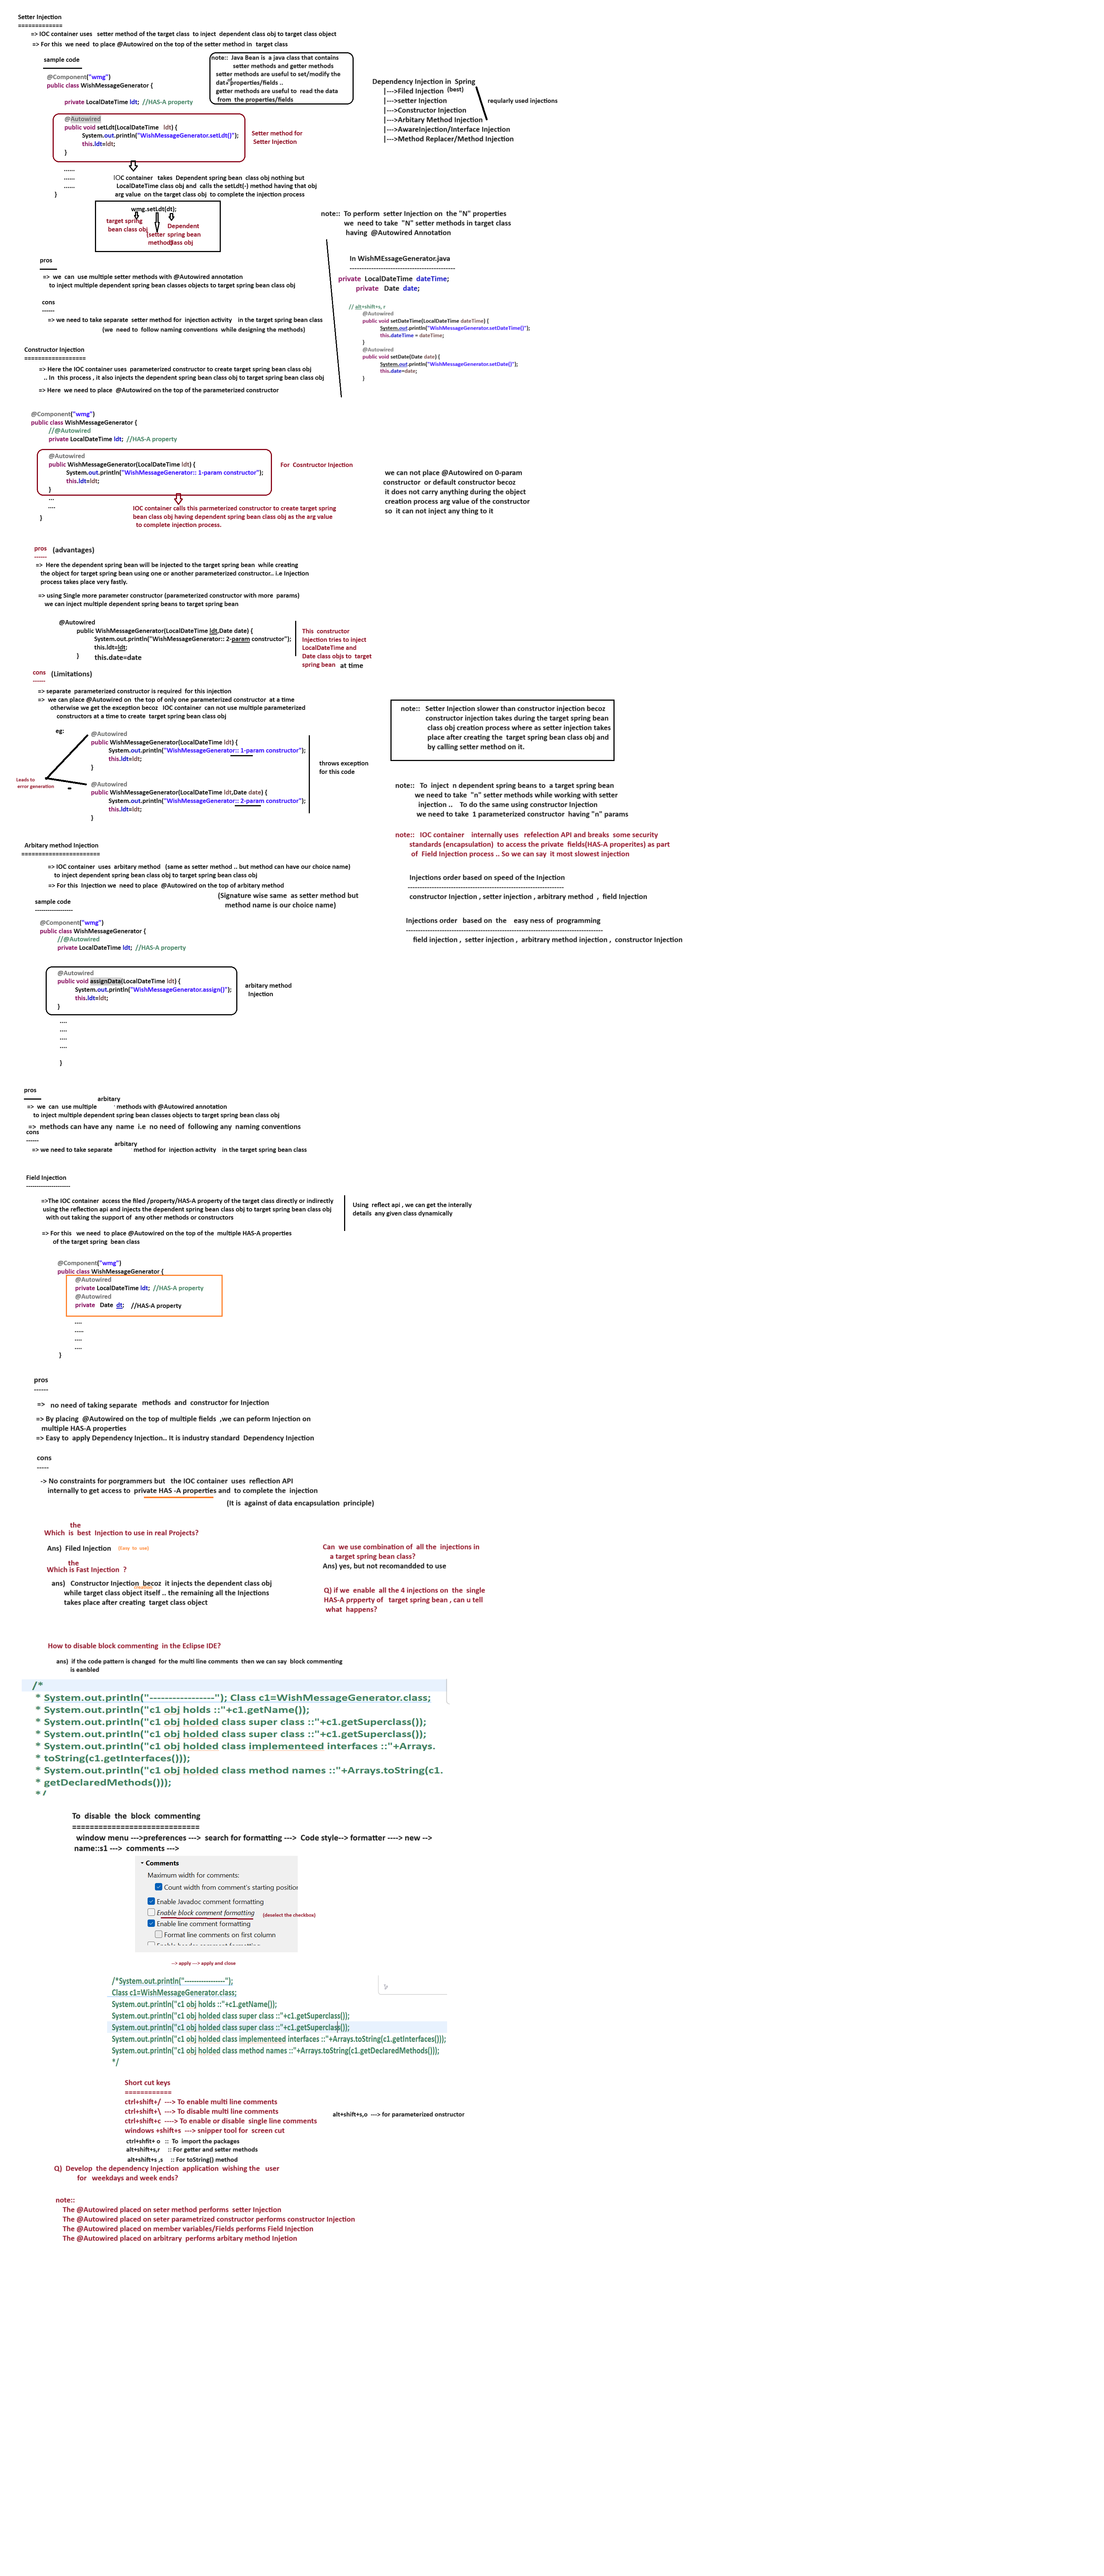 Setter Injection
=============
=> IOC container uses setter method of the target class to inject dependent class obj to target class object
=> For this we need to place @Autowired on the top of the setter method in target class
sample code
@Component("wmg")
public class WishMessageGenerator {
private LocalDateTime ldt; //HAS-A property
@Autowired
public void setLdt(LocalDateTime ldt) {
System.out.println("WishMessageGenerator.setLdt()");
this.ldt=ldt;
}
......
......
......
}
note:: Java Bean is a java class that contains
setter methods and getter methods
setter methods are useful to set/modify the
data of properties/fields ..
getter methods are useful to read the data
from the properties/fields
Setter method for
Setter Injection
Dependency Injection in Spring
|--->Filed Injection (best)
|--->setter Injection
|--->Constructor Injection
|--->Arbitary Method Injection
|--->AwareInjection/Interface Injection
|--->Method Replacer/Method Injection
reqularly used injections
IOC container takes Dependent spring bean class obj nothing but
LocalDateTime class obj and calls the setLdt(-) method having that obj
arg value on the target class obj to complete the injection process
wmg.setLdt(dt);
target spring
bean class obj
(setter
method)
Dependent
spring bean
class obj
note:: To perform setter Injection on the "N" properties
we need to take "N" setter methods in target class
having @Autowired Annotation
pros
=> we can use multiple setter methods with @Autowired annotation
to inject multiple dependent spring bean classes objects to target spring bean class obj
cons
------
=> we need to take separate setter method for injection activity in the target spring bean class
(we need to follow naming conventions while designing the methods)
In WishMEssageGenerator.java
--------------------------------------------
private LocalDateTime dateTime;
private Date date;
// alt+shift+s, r
@Autowired
public void setDateTime(LocalDateTime dateTime) {
System.out.println("WishMessageGenerator.setDateTime()");
this.dateTime = dateTime;
}
@Autowired
public void setDate(Date date) {
System.out.println("WishMessageGenerator.setDate()");
this.date=date;
}
Constructor Injection
==================
=> Here the IOC container uses parameterized constructor to create target spring bean class obj
.. In this process , it also injects the dependent spring bean class obj to target spring bean class obj
=> Here we need to place @Autowired on the top of the parameterized constructor
@Component("wmg")
public class WishMessageGenerator {
//@Autowired
private LocalDateTime ldt; //HAS-A property
@Autowired
public WishMessageGenerator(LocalDateTime ldt) {
System.out.println("WishMessageGenerator:: 1-param constructor");
this.ldt=ldt;
}
...
....
}
For Cosntructor Injection
IOC container calls this parmeterized constructor to create target spring
bean class obj having dependent spring bean class obj as the arg value
to complete injection process.
we can not place @Autowired on 0-param
constructor or default constructor becoz
it does not carry anything during the object
creation process arg value of the constructor
so it can not inject any thing to it
pros (advantages)
------
=> Here the dependent spring bean will be injected to the target spring bean while creating
the object for target spring bean using one or another parameterized constructor.. i.e Injection
process takes place very fastly.
=> using Single more parameter constructor (parameterized constructor with more params)
we can inject multiple dependent spring beans to target spring bean
@Autowired
public WishMessageGenerator(LocalDateTime ldt,Date date) {
System.out.println("WishMessageGenerator:: 2-param constructor");
this.ldt=ldt;
} this.date=date
This constructor
Injection tries to inject
LocalDateTime and
Date class objs to target
spring bean at time
cons (Limitations)
------
=> separate parameterized constructor is required for this injection
=> we can place @Autowired on the top of only one parameterized constructor at a time
otherwise we get the exception becoz IOC container can not use multiple parameterized
constructors at a time to create target spring bean class obj
eg:
@Autowired
public WishMessageGenerator(LocalDateTime ldt) {
System.out.println("WishMessageGenerator:: 1-param constructor");
this.ldt=ldt;
}
@Autowired
public WishMessageGenerator(LocalDateTime ldt,Date date) {
System.out.println("WishMessageGenerator:: 2-param constructor");
this.ldt=ldt;
}
Leads to
error generation
throws exception
for this code
note:: Setter Injection slower than constructor injection becoz
constructor injection takes during the target spring bean
class obj creation process where as setter injection takes
place after creating the target spring bean class obj and
by calling setter method on it.
note:: To inject n dependent spring beans to a target spring bean
we need to take "n" setter methods while working with setter
injection .. To do the same using constructor Injection
we need to take 1 parameterized constructor having "n" params
note:: IOC container internally uses refelection API and breaks some security
standards (encapsulation) to access the private fields(HAS-A properites) as part
of Field Injection process .. So we can say it most slowest injection
Injections order based on speed of the Injection
-----------------------------------------------------------------
constructor Injection , setter injection , arbitrary method , field Injection
Injections order based on the easy ness of programming
-----------------------------------------------------------------
field injection , setter injection , arbitrary method injection , constructor Injection
Arbitary method Injection
=======================
=> IOC container uses arbitary method (same as setter method .. but method can have our choice name)
to inject dependent class obj to target spring bean class obj
=> For this Injection we need to place @Autowired on the top of arbitary method
(Signature wise same as setter method but
method name is our choice name)
sample code
------------------
@Component("wmg")
public class WishMessageGenerator {
//@Autowired
private LocalDateTime ldt; //HAS-A property
@Autowired
public void assignData(LocalDateTime ldt) {
System.out.println("WishMessageGenerator.assign()");
this.ldt=ldt;
}
....
....
....
....
}
arbitary method
Injection
pros
=> we can use multiple arbitary methods with @Autowired annotation
to inject multiple dependent spring bean classes objects to target spring bean class obj
=> methods can have any name i.e no need of following any naming conventions
cons
------
=> we need to take separate arbitary method for injection activity in the target spring bean class
Field Injection
---------------------
=>The IOC container access the filed /property/HAS-A property of the target class directly or indirectly
using the reflection api and injects the dependent spring bean class obj to target spring bean class obj
with out taking the support of any other methods or constructors
Using reflect api , we can get the interally
details any given class dynamically
=> For this we need to place @Autowired on the top of the multiple HAS-A properties
of the target spring bean class
@Component("wmg")
public class WishMessageGenerator {
@Autowired
private LocalDateTime ldt; //HAS-A property
@Autowired
private Date dt; //HAS-A property
....
.....
....
....
}
pros
------
=> no need of taking separate methods and constructor for Injection
=> By placing @Autowired on the top of multiple fields ,we can peform Injection on
multiple HAS-A properties
=> Easy to apply Dependency Injection.. It is industry standard Dependency Injection
cons
-----
-> No constraints for porgrammers but the IOC container uses reflection API
internally to get access to private HAS -A properties and to complete the injection
(It is against of data encapsulation principle)
the
Which is best Injection to use in real Projects?
Ans) Filed Injection (Easy to use)
the
Which is Fast Injection ?
ans) Constructor Injection becoz it injects the dependent class obj
while target class object itself .. the remaining all the Injections
takes place after creating target class object
Can we use combination of all the injections in
a target spring bean class?
Ans) yes, but not recomandded to use
Q) if we enable all the 4 injections on the single
HAS-A prpperty of target spring bean , can u tell
what happens?
How to disable block commenting in the Eclipse IDE?
ans) if the code pattern is changed for the multi line comments then we can say block commenting
is eanbled
/*
* System.out.println("-----------------"); Class c1=WishMessageGenerator.class;
* System.out.println("c1 obj holds ::"+c1.getName());
* System.out.println("c1 obj holded class super class ::"+c1.getSuperclass());
* System.out.println("c1 obj holded class super class ::"+c1.getSuperclass());
* System.out.println("c1 obj holded class implementeed interfaces ::"+Arrays.
* toString(c1.getInterfaces()));
* System.out.println("c1 obj holded class method names ::"+Arrays.toString(c1.
* getDeclaredMethods()));
*/
To disable the block commenting
=============================
window menu --->preferences ---> search for formatting ---> Code style--> formatter ----> new -->
name::s1 ---> comments --->
Comments
Maximum width for comments:
Count width from comment's starting position
Enable Javadoc comment formatting
Enable block comment formatting (deselect the checkbox)
Enable line comment formatting
Format line comments on first column
Enable header comment formatting
--> apply ---> apply and close
/*System.out.println("-----------------");
Class c1=WishMessageGenerator.class;
System.out.println("c1 obj holds ::"+c1.getName());
System.out.println("c1 obj holded class super class ::"+c1.getSuperclass());
System.out.println("c1 obj holded class super class ::"+c1.getSuperclass());
System.out.println("c1 obj holded class implementeed interfaces ::"+Arrays.toString(c1.getInterfaces()));
System.out.println("c1 obj holded class method names ::"+Arrays.toString(c1.getDeclaredMethods()));
*/
Short cut keys
============
ctrl+shift+/ ---> To enable multi line comments
ctrl+shift+\ ---> To disable multi line comments
ctrl+shift+c ----> To enable or disable single line comments
windows +shift+s ---> snipper tool for screen cut
ctrl+shfit+ o :: To import the packages
alt+shift+s,r :: For getter and setter methods
alt+shift+s ,s :: For toString() method
alt+shift+s,o ---> for parameterized onstructor
Q) Develop the dependency Injection application wishing the user
for weekdays and week ends?
note::
The @Autowired placed on seter method performs setter Injection
The @Autowired placed on seter parametrized constructor performs constructor Injection
The @Autowired placed on member variables/Fields performs Field Injection
The @Autowired placed on arbitrary performs arbitary method Injetion